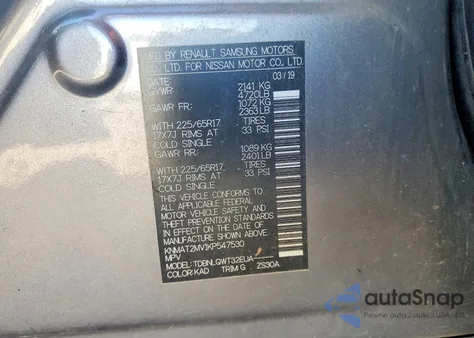 MFD BY RENAULT SAMSUNG MOTORS
CO., LTD. FOR NISSAN MOTOR CO., LTD.
DATE: 03/19
GVWR: 2141 KG
4720LB
GAWR FR: 1072 KG
2363LB
WITH 225/65R17 TIRES
17X7J RIMS AT 33 PSI
COLD SINGLE
GAWR RR: 1089 KG
2401LB
WITH 225/65R17 TIRES
17X7J RIMS AT 33 PSI
COLD SINGLE
THIS VEHICLE CONFORMS TO
ALL APPLICABLE FEDERAL
MOTOR VEHICLE SAFETY AND
THEFT PREVENTION STANDARDS
IN EFFECT ON THE DATE OF
MANUFACTURE SHOWN ABOVE.
KNMAT2MV1KP547530
MPV
MODEL: TDBNLQWT32EUA-----
COLOR:KAD TRIM G ZS30A
autoSnap